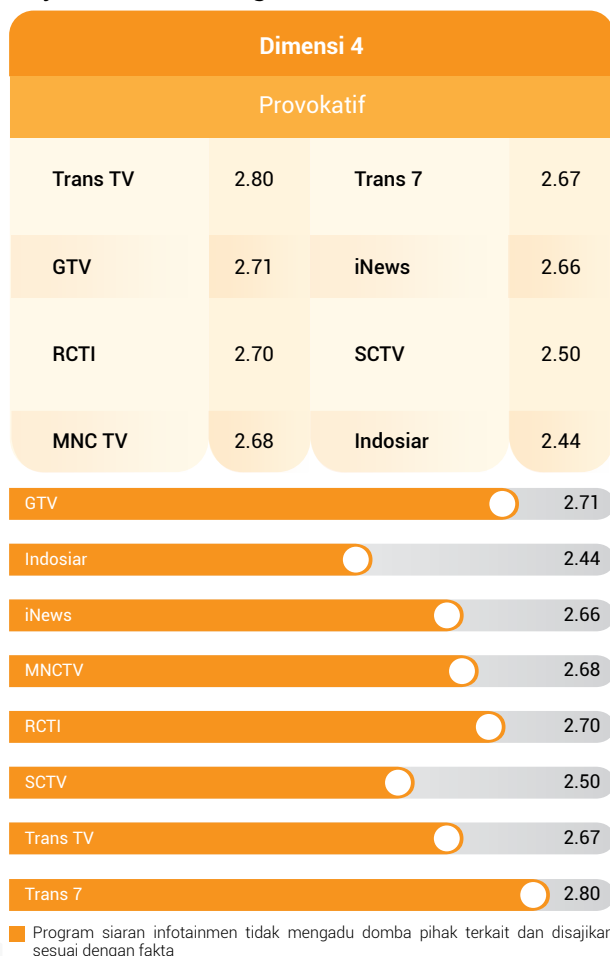 Dimensi 4
Provokatif
Trans TV 2.80 Trans 7 2.67
GTV 2.71 iNews 2.66
RCTI 2.70 SCTV 2.50
MNC TV 2.68 Indosiar 2.44
GTV 2.71
Indosiar 2.44
iNews 2.66
MNCTV 2.68
RCTI 2.70
SCTV 2.50
Trans TV 2.67
Trans 7 2.80
Program siaran infotainmen tidak mengadu domba pihak terkait dan disajikan
sesuai dengan fakta